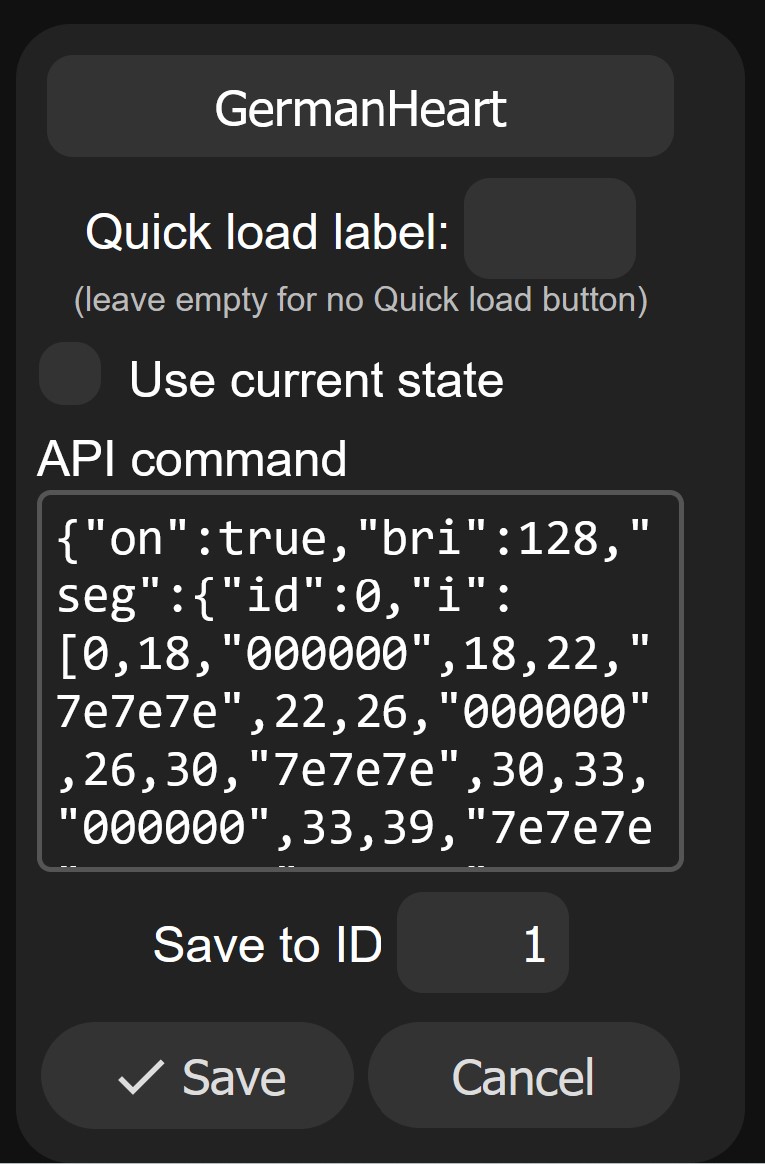 GermanHeart
Quick load label:
(leave empty for no Quick load button)
Use current state
API command
{"on":true,"bri":128,"
seg":{"id":0,"i":
[0,18,"000000",18,22,"
7e7e7e",22,26,"000000"
,26,30,"7e7e7e",30,33,
"000000",33,39,"7e7e7e
Save to ID 1
Save Cancel